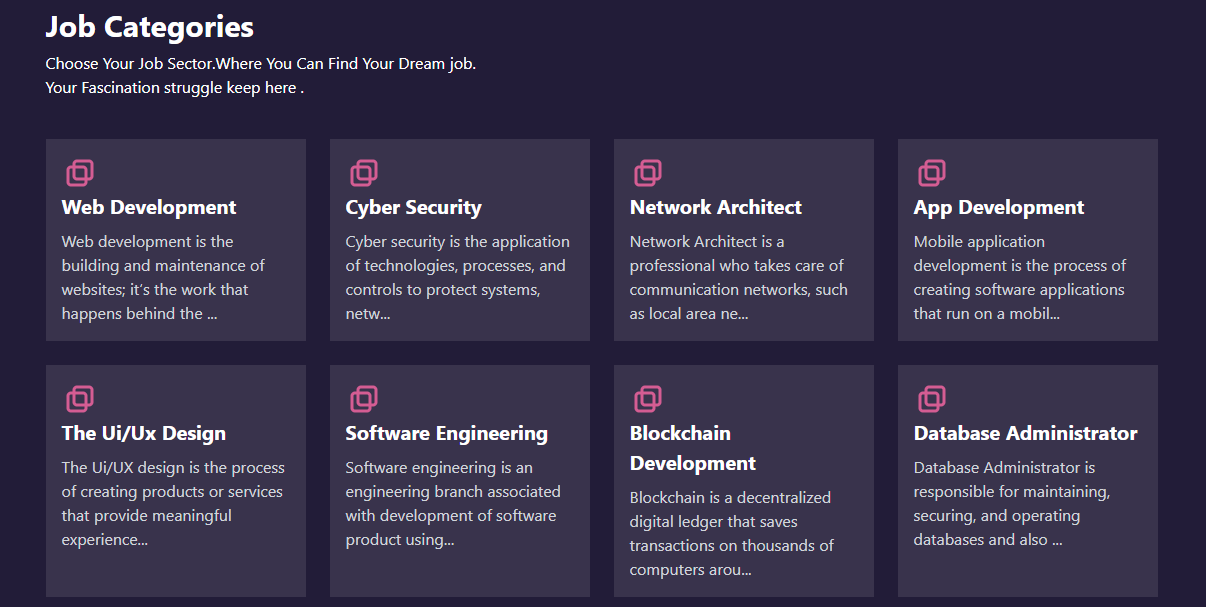 Job Categories
Choose Your Job Sector.Where You Can Find Your Dream job.
Your Fascination struggle keep here .
Web Development
Web development is the
building and maintenance of
websites; it's the work that
happens behind the ...
Cyber Security
Cyber security is the application
of technologies, processes, and
controls to protect systems,
netw...
Network Architect
Network Architect is a
professional who takes care of
communication networks, such
as local area ne...
App Development
Mobile application
development is the process of
creating software applications
that run on a mobil...
The Ui/Ux Design
The Ui/UX design is the process
of creating products or services
that provide meaningful
experience...
Software Engineering
Software engineering is an
engineering branch associated
with development of software
product using...
Blockchain
Development
Blockchain is a decentralized
digital ledger that saves
transactions on thousands of
computers arou...
Database Administrator
Database Administrator is
responsible for maintaining,
securing, and operating
databases and also ...